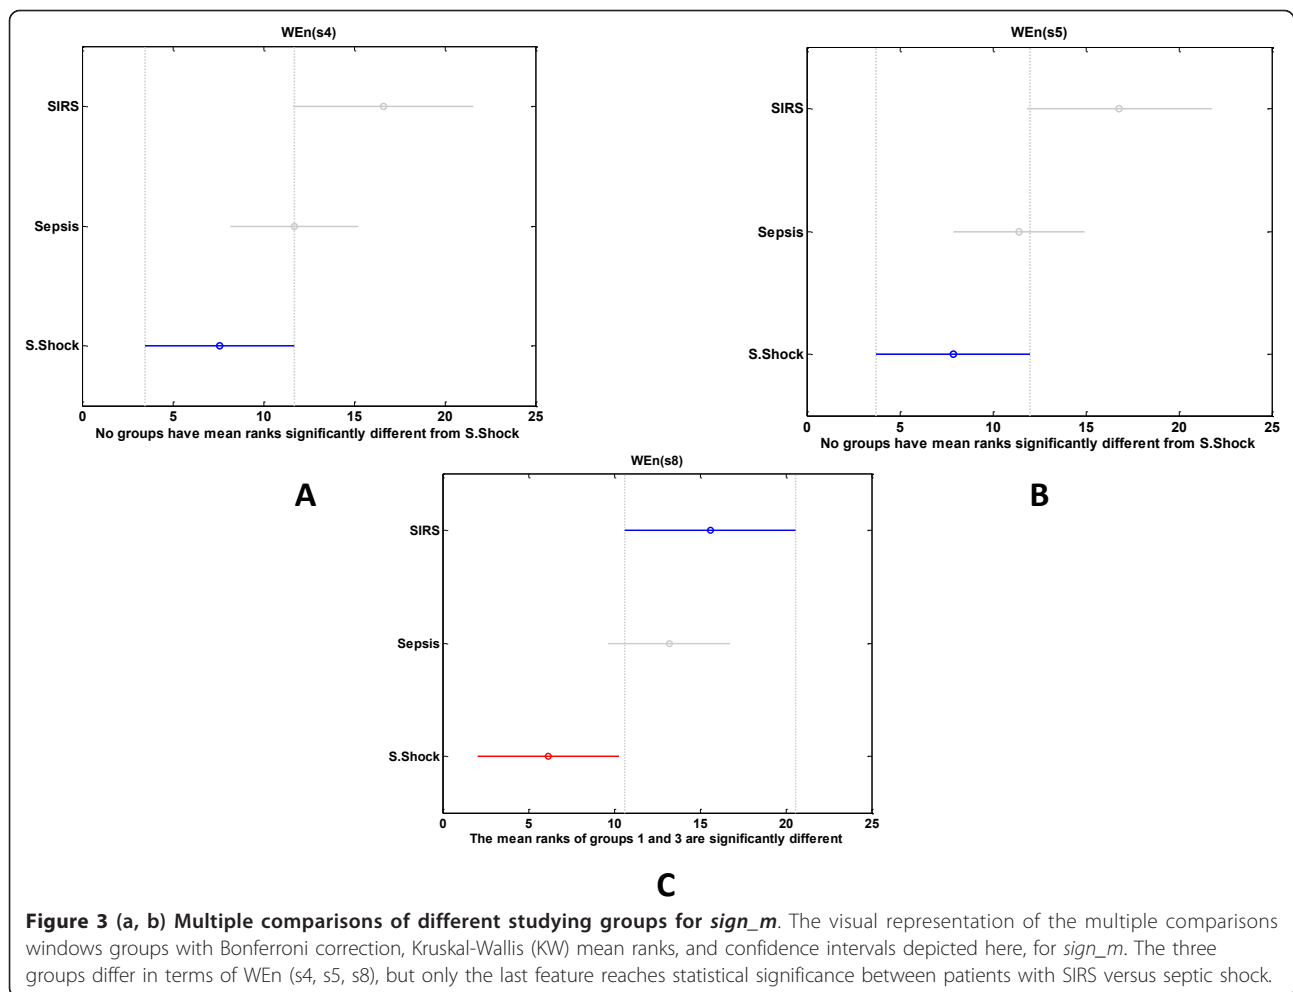 WEn(s4)
SIRS
Sepsis
S.Shock
0 5 10 15 20 25
No groups have mean ranks significantly different from S.Shock
A
WEn(s5)
SIRS
Sepsis
S.Shock
0 5 10 15 20 25
No groups have mean ranks significantly different from S.Shock
B
WEn(s8)
SIRS
Sepsis
S.Shock
0 5 10 15 20 25
The mean ranks of groups 1 and 3 are significantly different
C
Figure 3 (a, b) Multiple comparisons of different studying groups for sign_m. The visual representation of the multiple comparisons
windows groups with Bonferroni correction, Kruskal-Wallis (KW) mean ranks, and confidence intervals depicted here, for sign_m. The three
groups differ in terms of WEn (s4, s5, s8), but only the last feature reaches statistical significance between patients with SIRS versus septic shock.